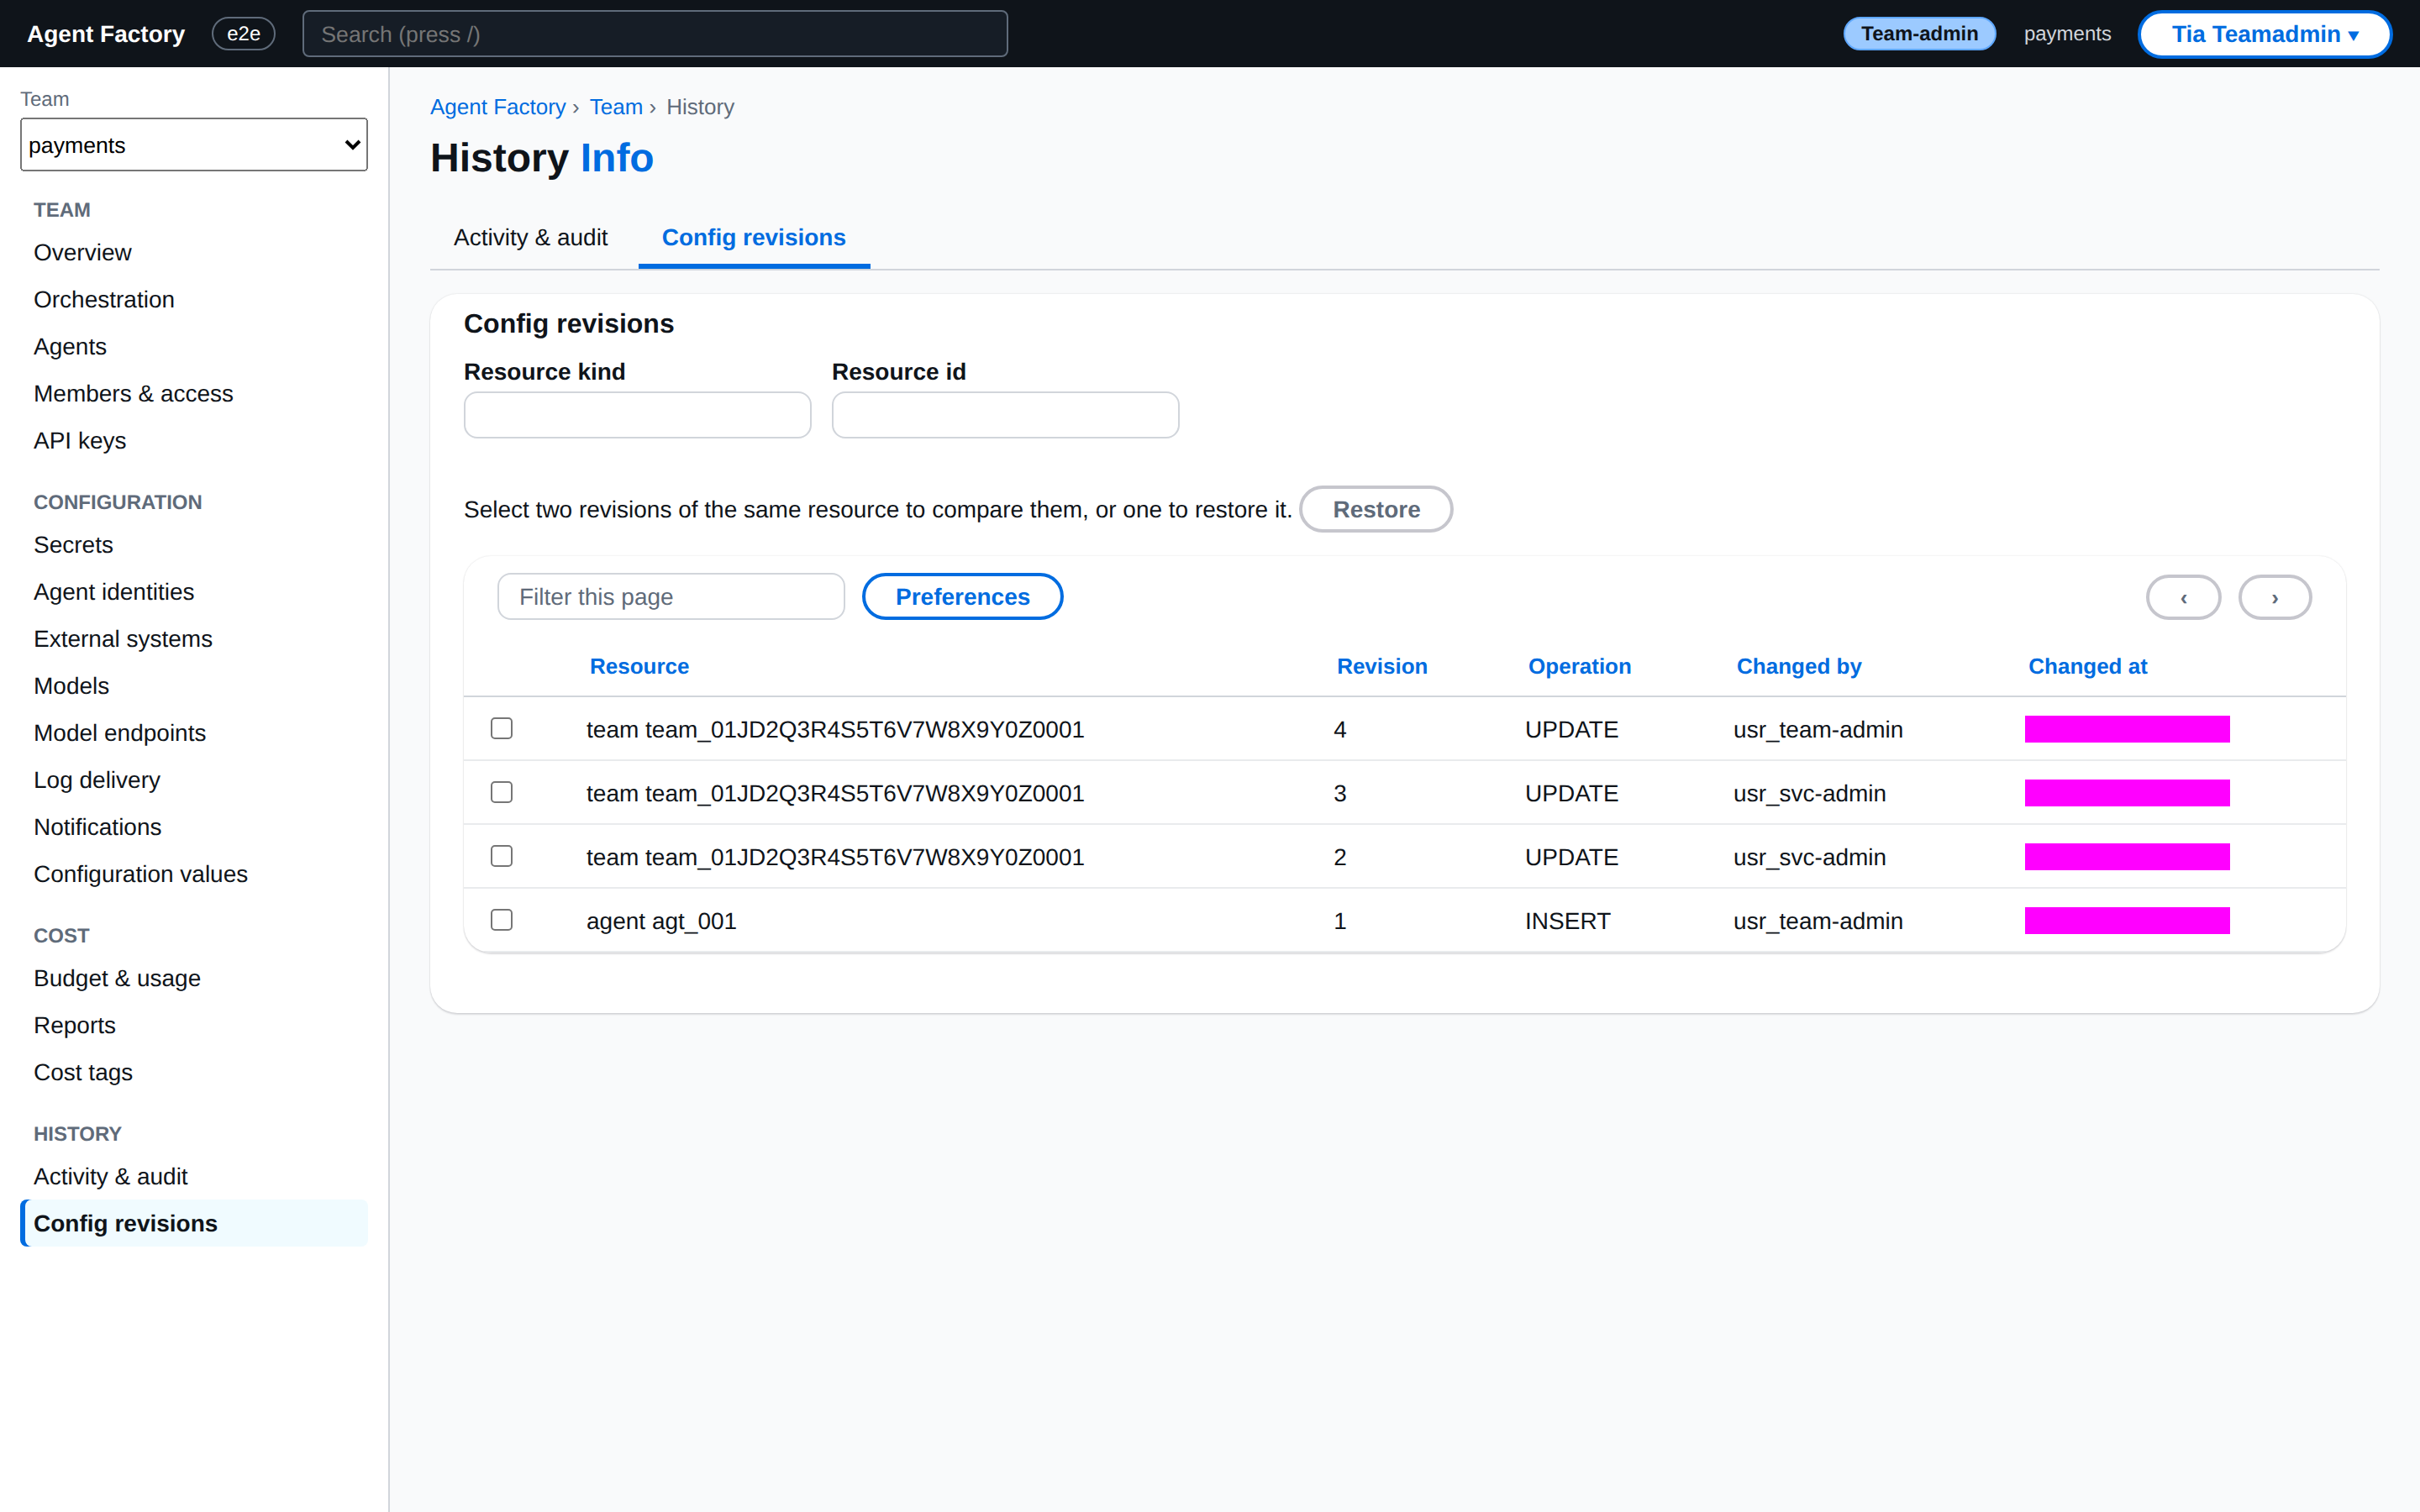 Agent Factory e2e Search (press /) Team-admin payments Tia Teamadmin ▾
Team
payments
TEAM
Overview
Orchestration
Agents
Members & access
API keys
CONFIGURATION
Secrets
Agent identities
External systems
Models
Model endpoints
Log delivery
Notifications
Configuration values
COST
Budget & usage
Reports
Cost tags
HISTORY
Activity & audit
Config revisions
Agent Factory › Team › History
History Info
Activity & audit Config revisions
Config revisions
Resource kind Resource id
Select two revisions of the same resource to compare them, or one to restore it. Restore
Filter this page Preferences ‹ ›
Resource Revision Operation Changed by Changed at
team team_01JD2Q3R4S5T6V7W8X9Y0Z0001 4 UPDATE usr_team-admin
team team_01JD2Q3R4S5T6V7W8X9Y0Z0001 3 UPDATE usr_svc-admin
team team_01JD2Q3R4S5T6V7W8X9Y0Z0001 2 UPDATE usr_svc-admin
agent agt_001 1 INSERT usr_team-admin